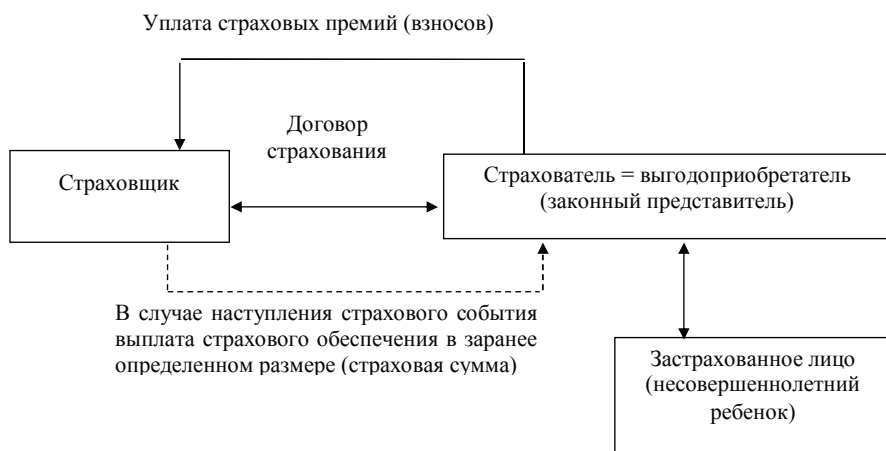 Уплата страховых премий (взносов)
Договор
страхования
Страховщик
Страхователь = выгодоприобретатель
(законный представитель)
В случае наступления страхового события
выплата страхового обеспечения в заранее
определенном размере (страховая сумма)
Застрахованное лицо
(несовершеннолетний
ребенок)